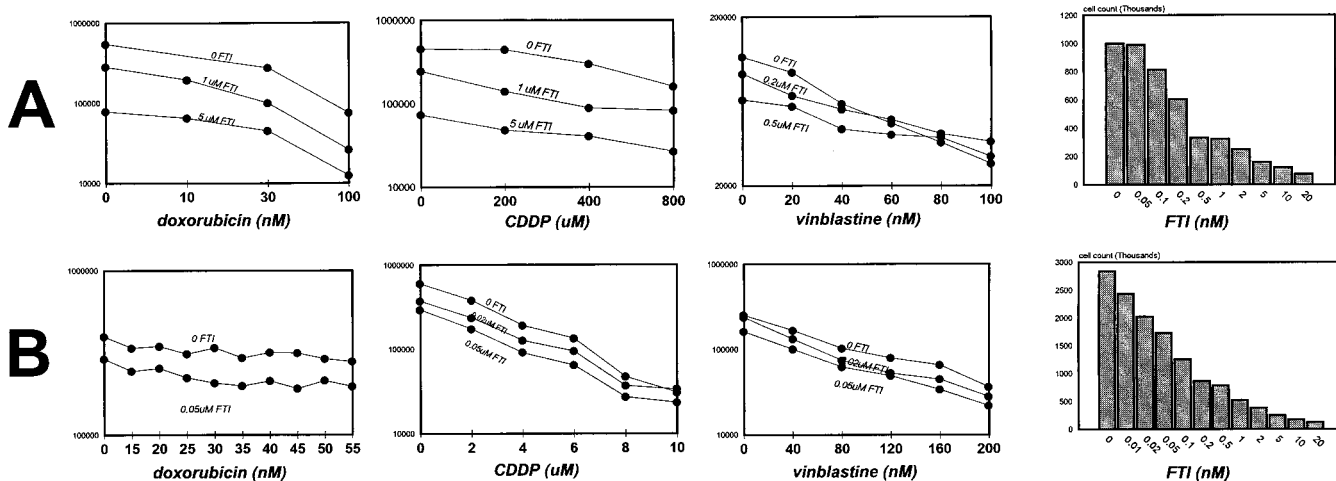 A
1000000
100000
10000
0 FTI
1 uM FTI
5 uM FTI
0 10 30 100
doxorubicin (nM)
1000000
100000
10000
0 FTI
1 uM FTI
5 uM FTI
0 200 400 800
CDDP (uM)
200000
20000
0 FTI
0.2uM FTI
0.5uM FTI
0 20 40 60 80 100
vinblastine (nM)
cell count (Thousands)
1200
1000
800
600
400
200
0
0 0.05 0.1 0.2 0.5 1 2 5 10 20
FTI (nM)
B
1000000
100000
0 FTI
0.05uM FTI
0 15 20 25 30 35 40 45 50 55
doxorubicin (nM)
1000000
100000
10000
0 FTI
0.02uM FTI
0.05uM FTI
0 2 4 6 8 10
CDDP (uM)
1000000
100000
10000
0 FTI
.02uM FTI
0.05uM FTI
0 40 80 120 160 200
vinblastine (nM)
cell count (Thousands)
3000
2500
2000
1500
1000
500
0
0 0.01 0.02 0.05 0.1 0.2 0.5 1 2 5 10 20
FTI (nM)